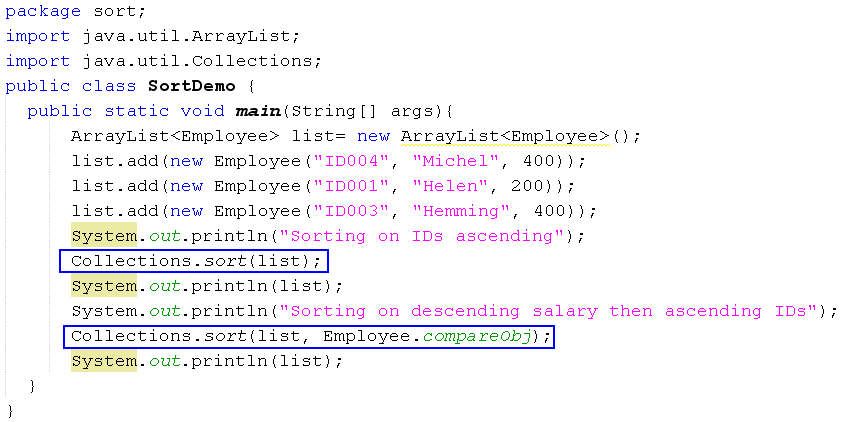 package sort;
import java.util.ArrayList;
import java.util.Collections;
public class SortDemo {
public static void main(String[] args){
ArrayList<Employee> list= new ArrayList<Employee>();
list.add(new Employee("ID004", "Michel", 400));
list.add(new Employee("ID001", "Helen", 200));
list.add(new Employee("ID003", "Hemming", 400));
System.out.println("Sorting on IDs ascending");
Collections.sort(list);
System.out.println(list);
System.out.println("Sorting on descending salary then ascending IDs");
Collections.sort(list, Employee.compareObj);
System.out.println(list);
}
}